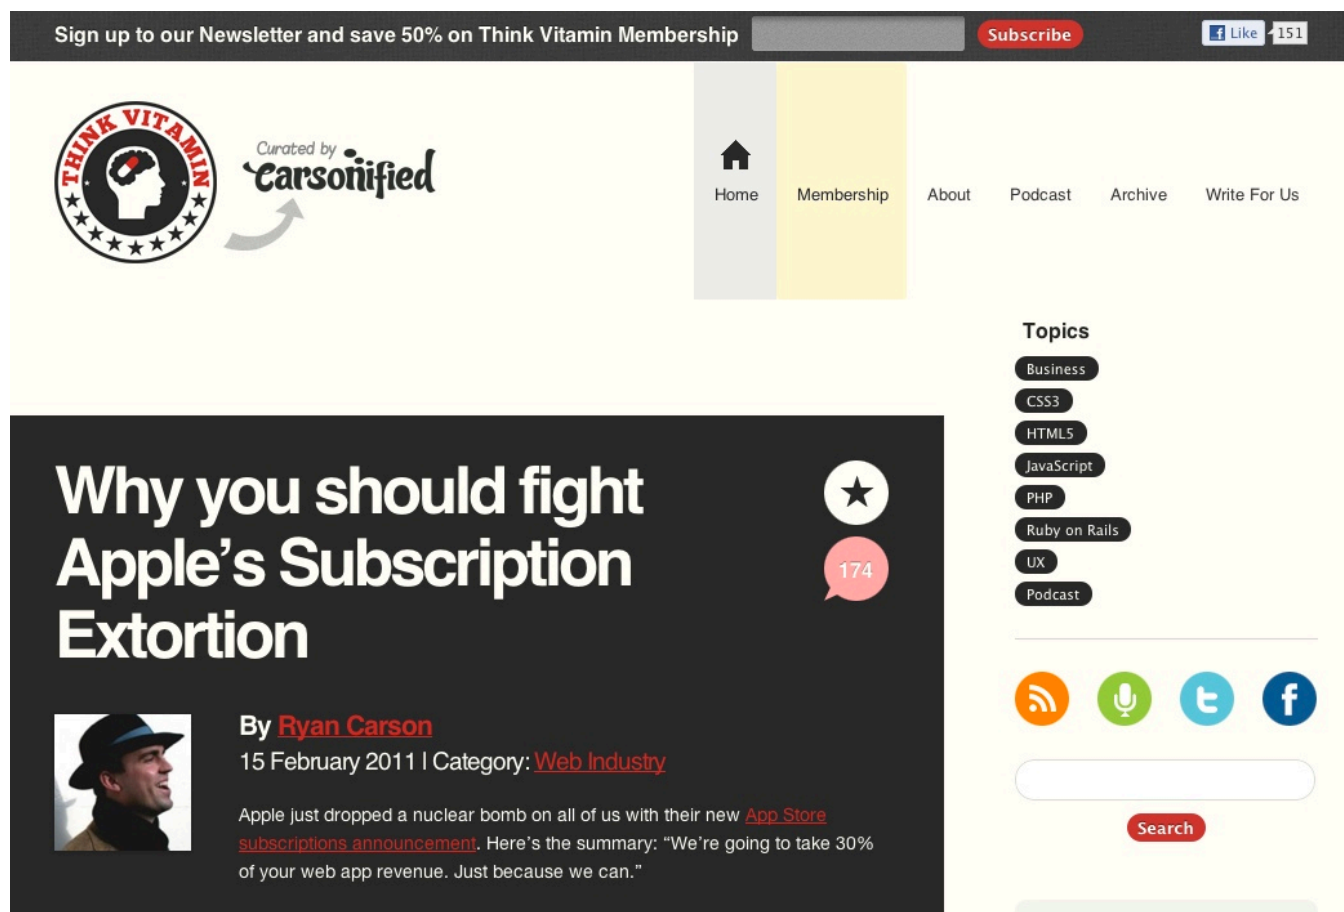 Sign up to our Newsletter and save 50% on Think Vitamin Membership
Subscribe
Like
151
THINK VITAMIN
Curated by
carsonified
Home
Membership
About
Podcast
Archive
Write For Us
Topics
Business
CSS3
HTML5
JavaScript
PHP
Ruby on Rails
UX
Podcast
Why you should fight
Apple’s Subscription
Extortion
174
By Ryan Carson
15 February 2011 | Category: Web Industry
Apple just dropped a nuclear bomb on all of us with their new App Store
subscriptions announcement. Here’s the summary: “We’re going to take 30%
of your web app revenue. Just because we can.”
Search